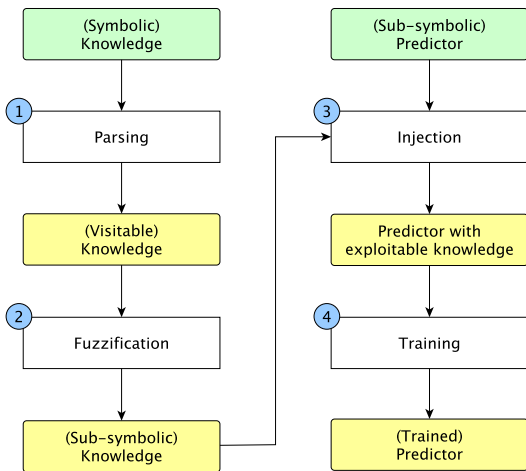 (Symbolic)
Knowledge
1
Parsing
(Visitable)
Knowledge
2
Fuzzification
(Sub-symbolic)
Knowledge
(Sub-symbolic)
Predictor
3
Injection
Predictor with
exploitable knowledge
4
Training
(Trained)
Predictor